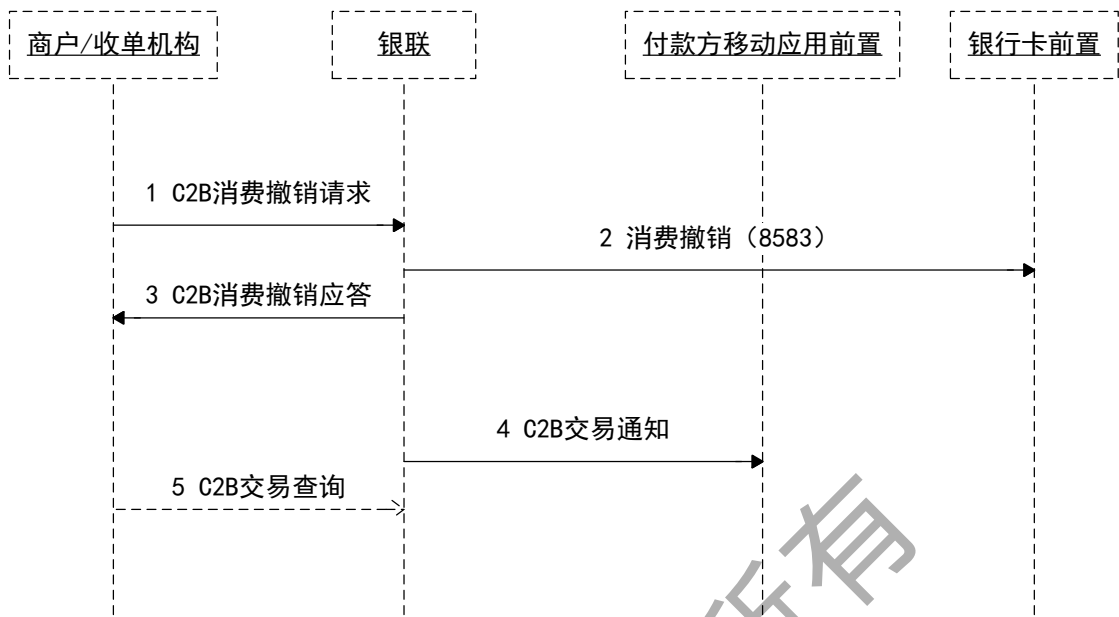 商户/收单机构
银联
付款方移动应用前置
银行卡前置
1 C2B消费撤销请求
2 消费撤销（8583）
3 C2B消费撤销应答
4 C2B交易通知
5 C2B交易查询
所有